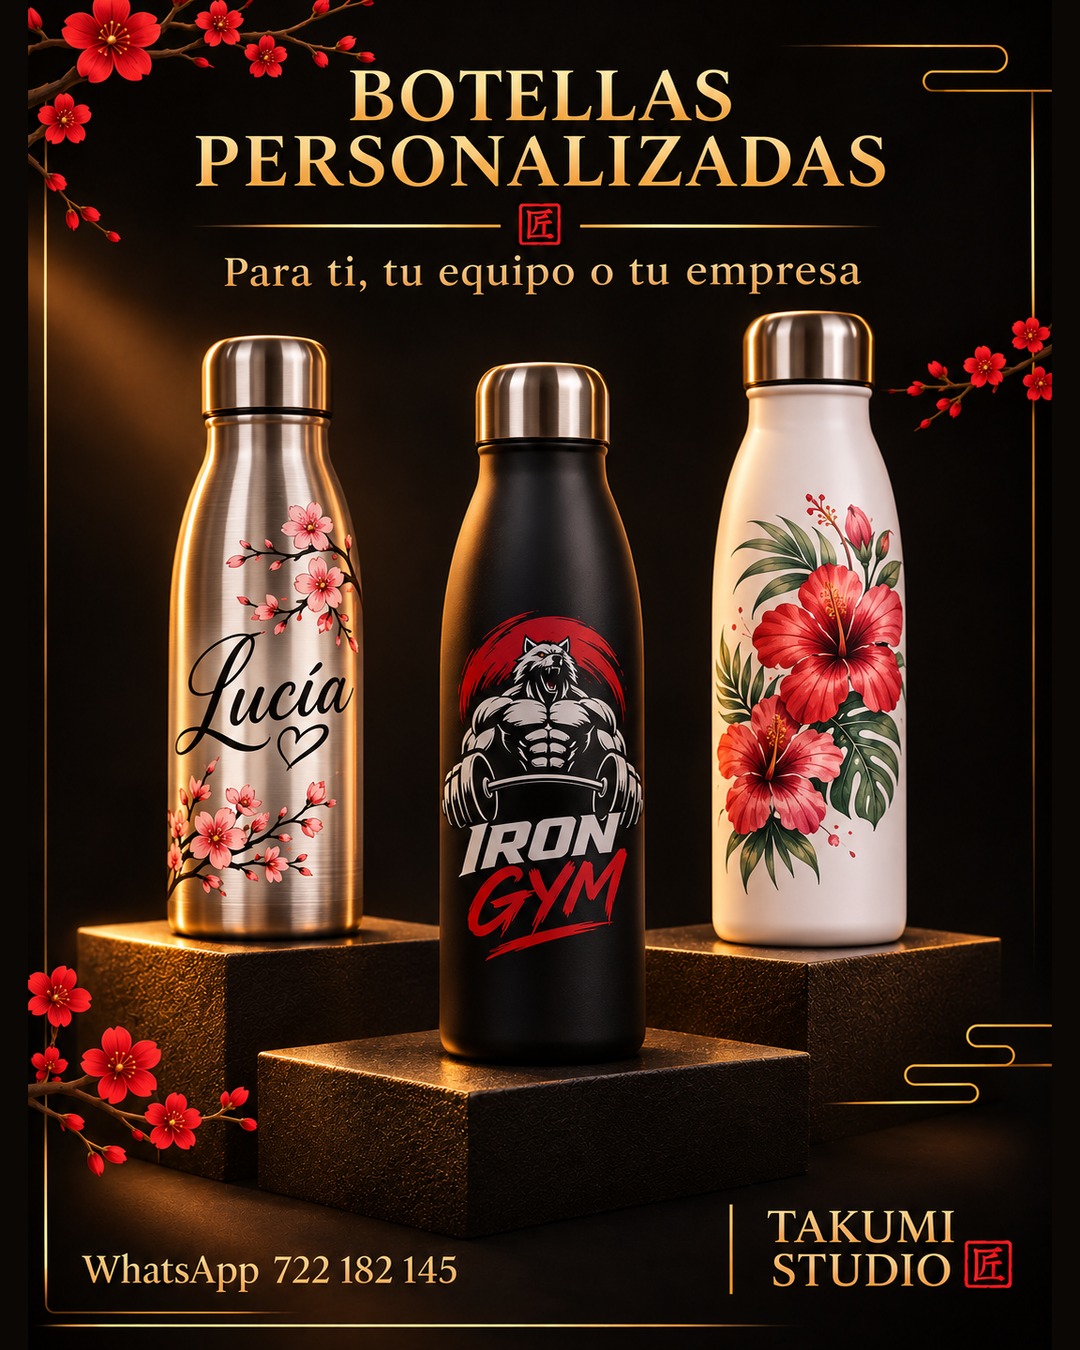 BOTELLAS
PERSONALIZADAS
匠
Para ti, tu equipo o tu empresa
Lucía
IRON
GYM
WhatsApp 722 182 145
TAKUMI
STUDIO 匠